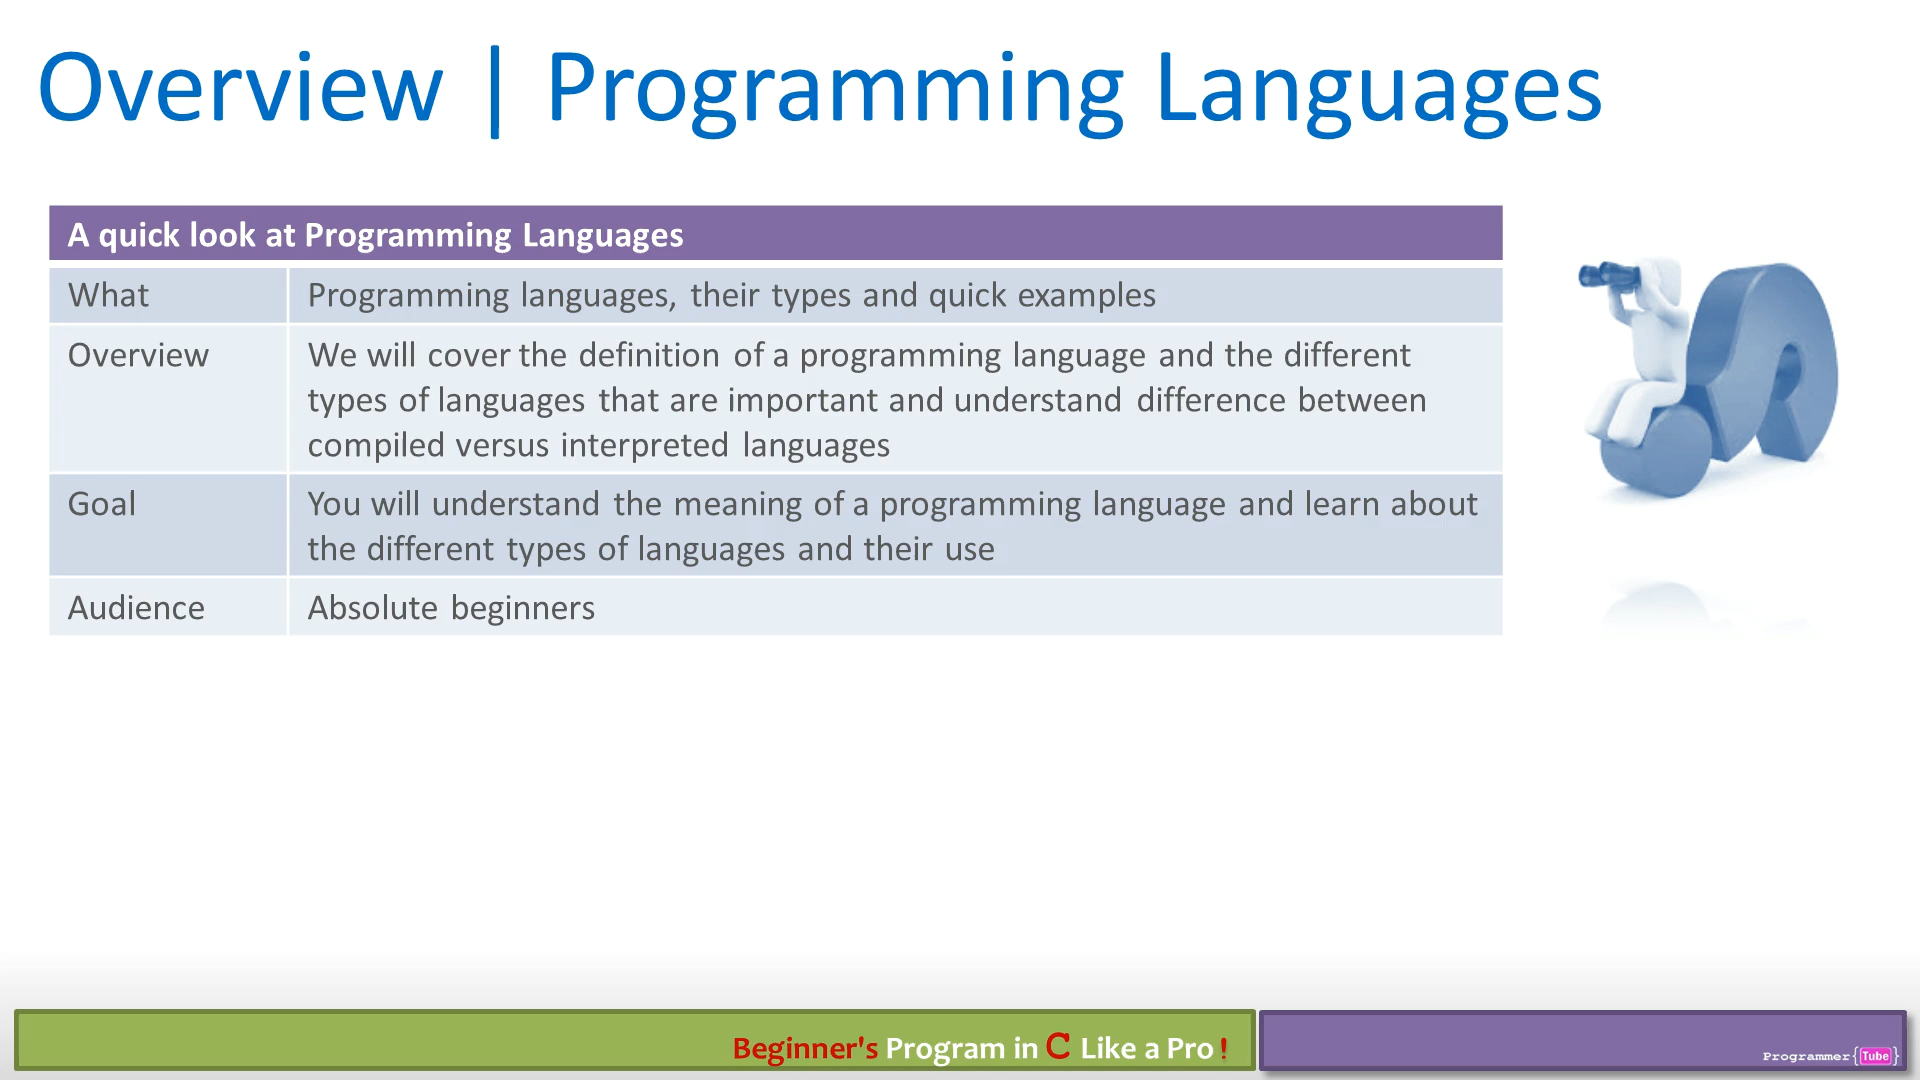 Overview | Programming Languages
A quick look at Programming Languages
What
Programming languages, their types and quick examples
Overview
We will cover the definition of a programming language and the different
types of languages that are important and understand difference between
compiled versus interpreted languages
Goal
You will understand the meaning of a programming language and learn about
the different types of languages and their use
Audience
Absolute beginners
Beginner's Program in C Like a Pro !
Programmer{Tube}